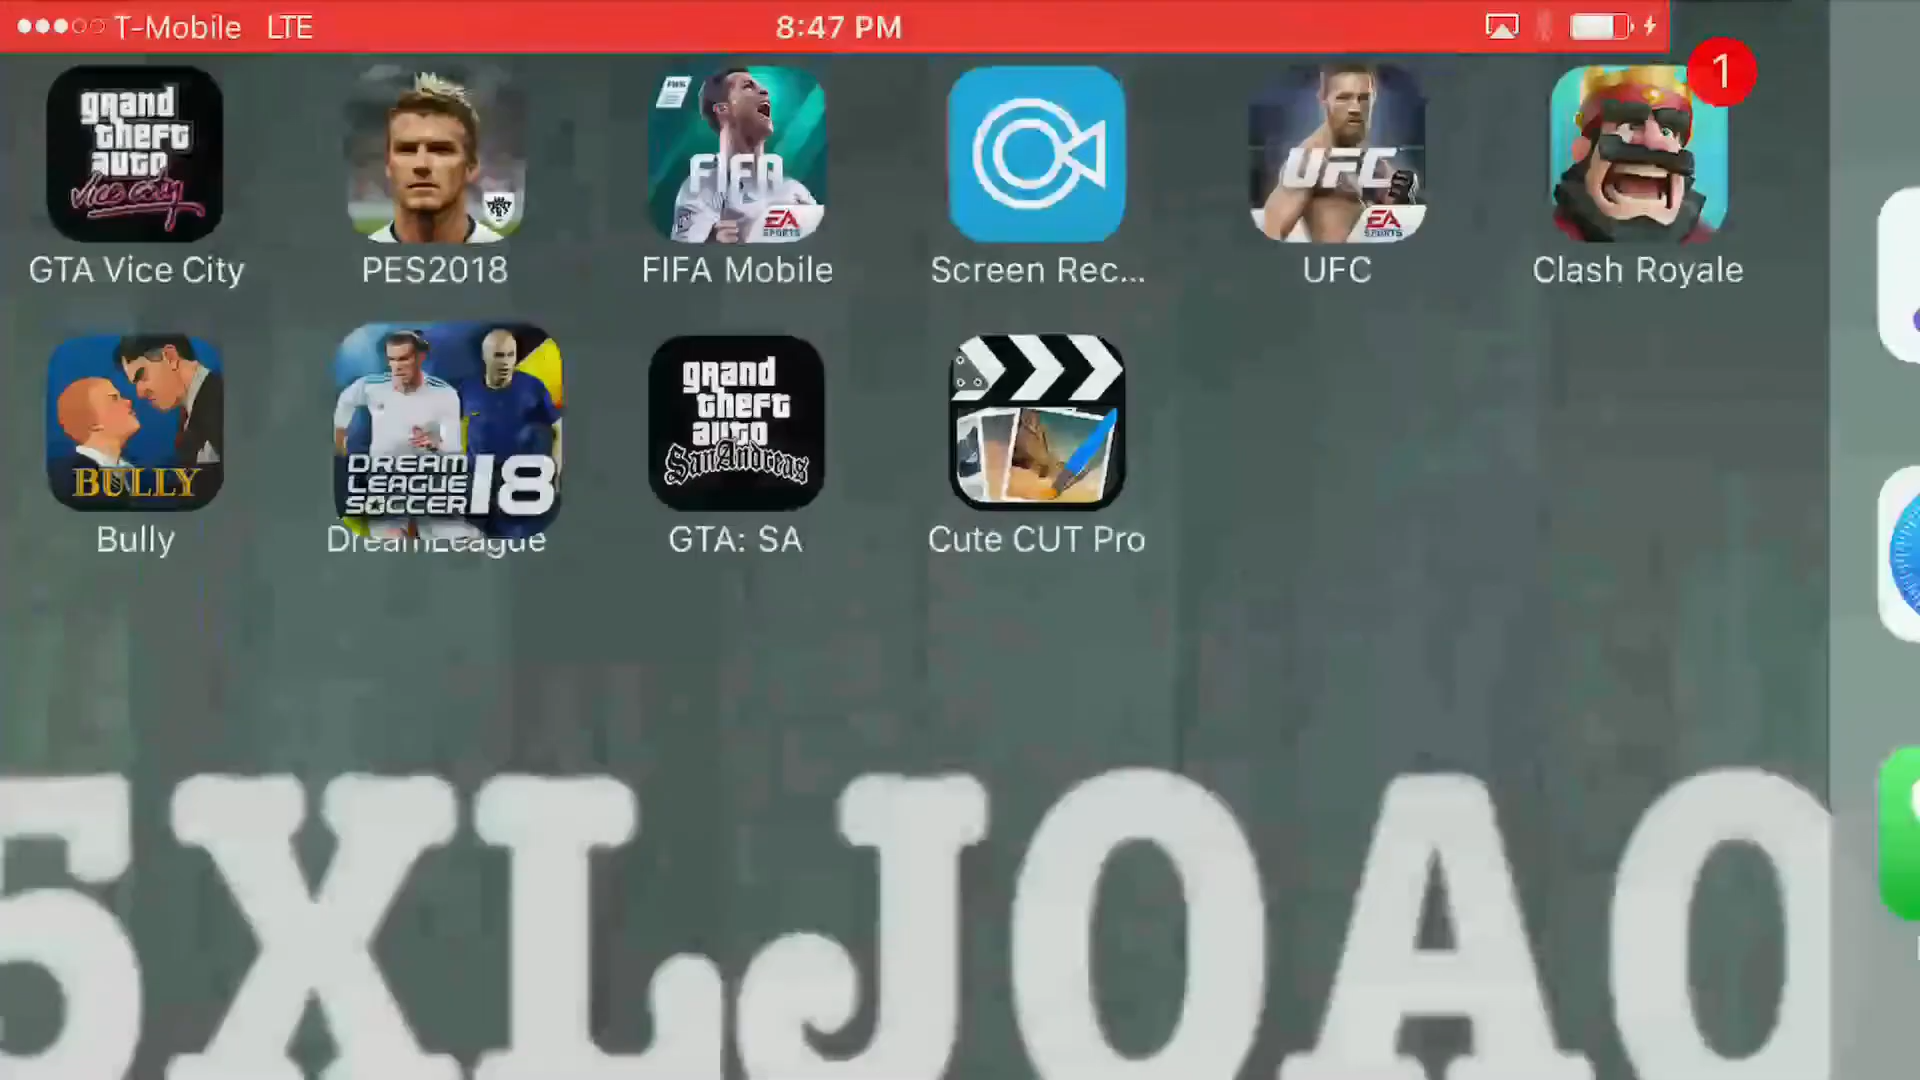 T-Mobile LTE 8:47 PM
1
grand theft auto Vice City
FIFA
EA SPORTS
UFC
EA SPORTS
GTA Vice City
PES2018
FIFA Mobile
Screen Rec...
UFC
Clash Royale
BULLY
DREAM LEAGUE SOCCER 18
grand theft auto San Andreas
Bully
DreamLeague
GTA: SA
Cute CUT Pro
5XLJOAO